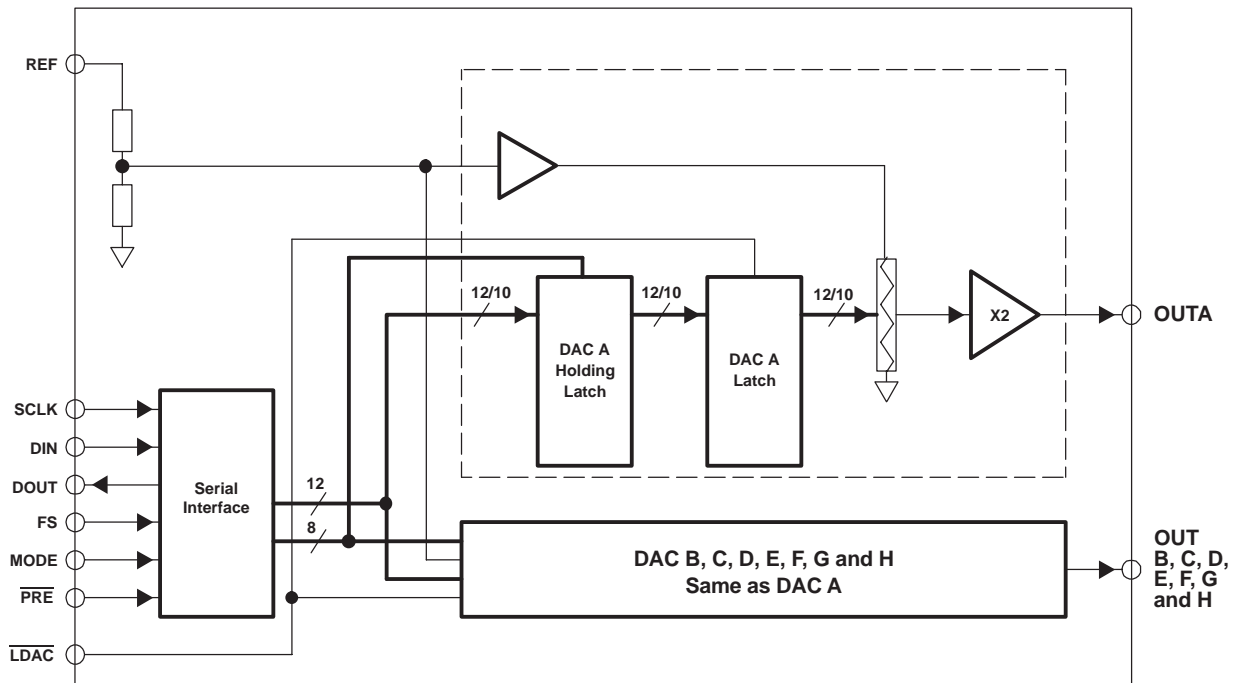 REF
12/10
12/10
12/10
X2
OUTA
DAC A
Holding
Latch
DAC A
Latch
SCLK
DIN
DOUT
FS
MODE
PRE
LDAC
Serial
Interface
12
8
DAC B, C, D, E, F, G and H
Same as DAC A
OUT
B, C, D,
E, F, G
and H